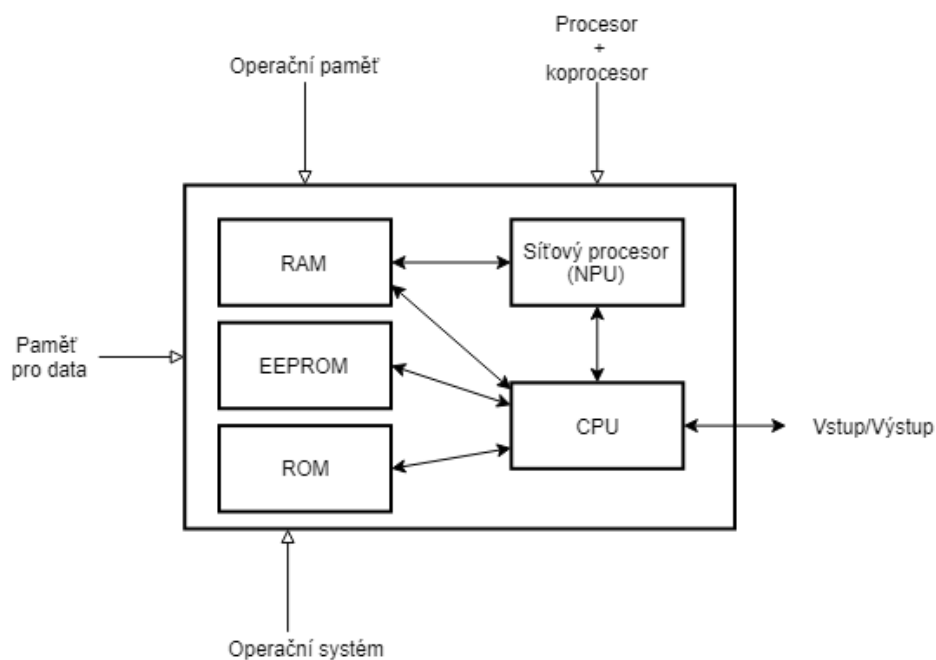 Procesor
+
koprocesor
Operační paměť
RAM
Síťový procesor
(NPU)
Paměť
pro data
EEPROM
CPU
Vstup/Výstup
ROM
Operační systém